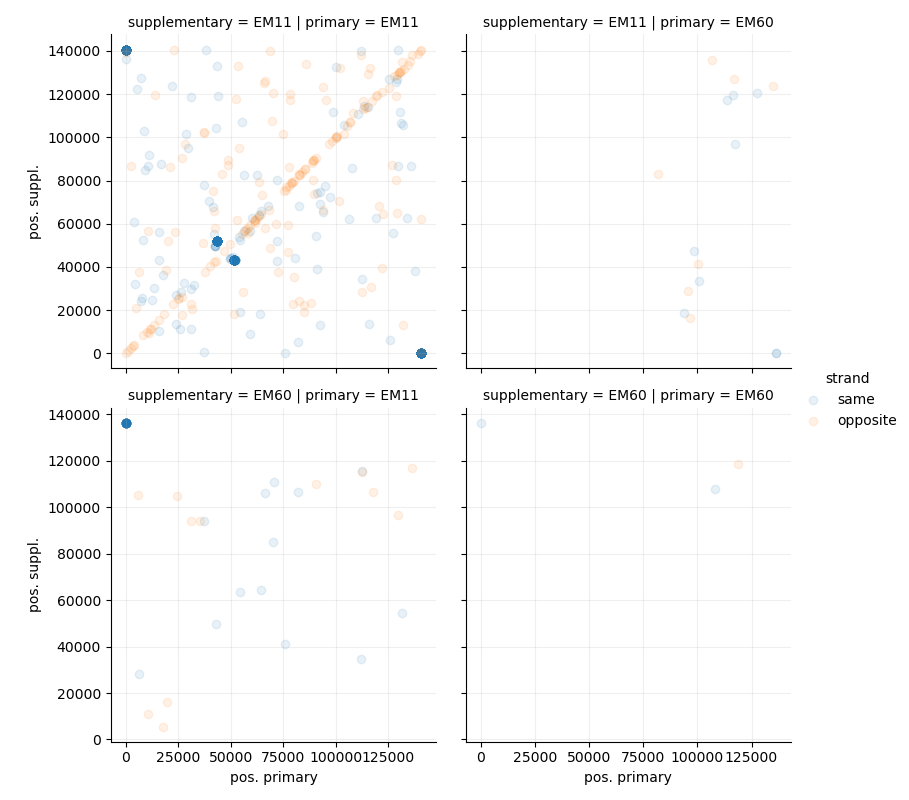 supplementary = EM11 | primary = EM11
supplementary = EM11 | primary = EM60
140000
120000
100000
80000
60000
40000
20000
0
pos. suppl.
strand
same
opposite
supplementary = EM60 | primary = EM11
supplementary = EM60 | primary = EM60
140000
120000
100000
80000
60000
40000
20000
0
pos. suppl.
0 25000 50000 75000 100000 125000
pos. primary
0 25000 50000 75000 100000 125000
pos. primary